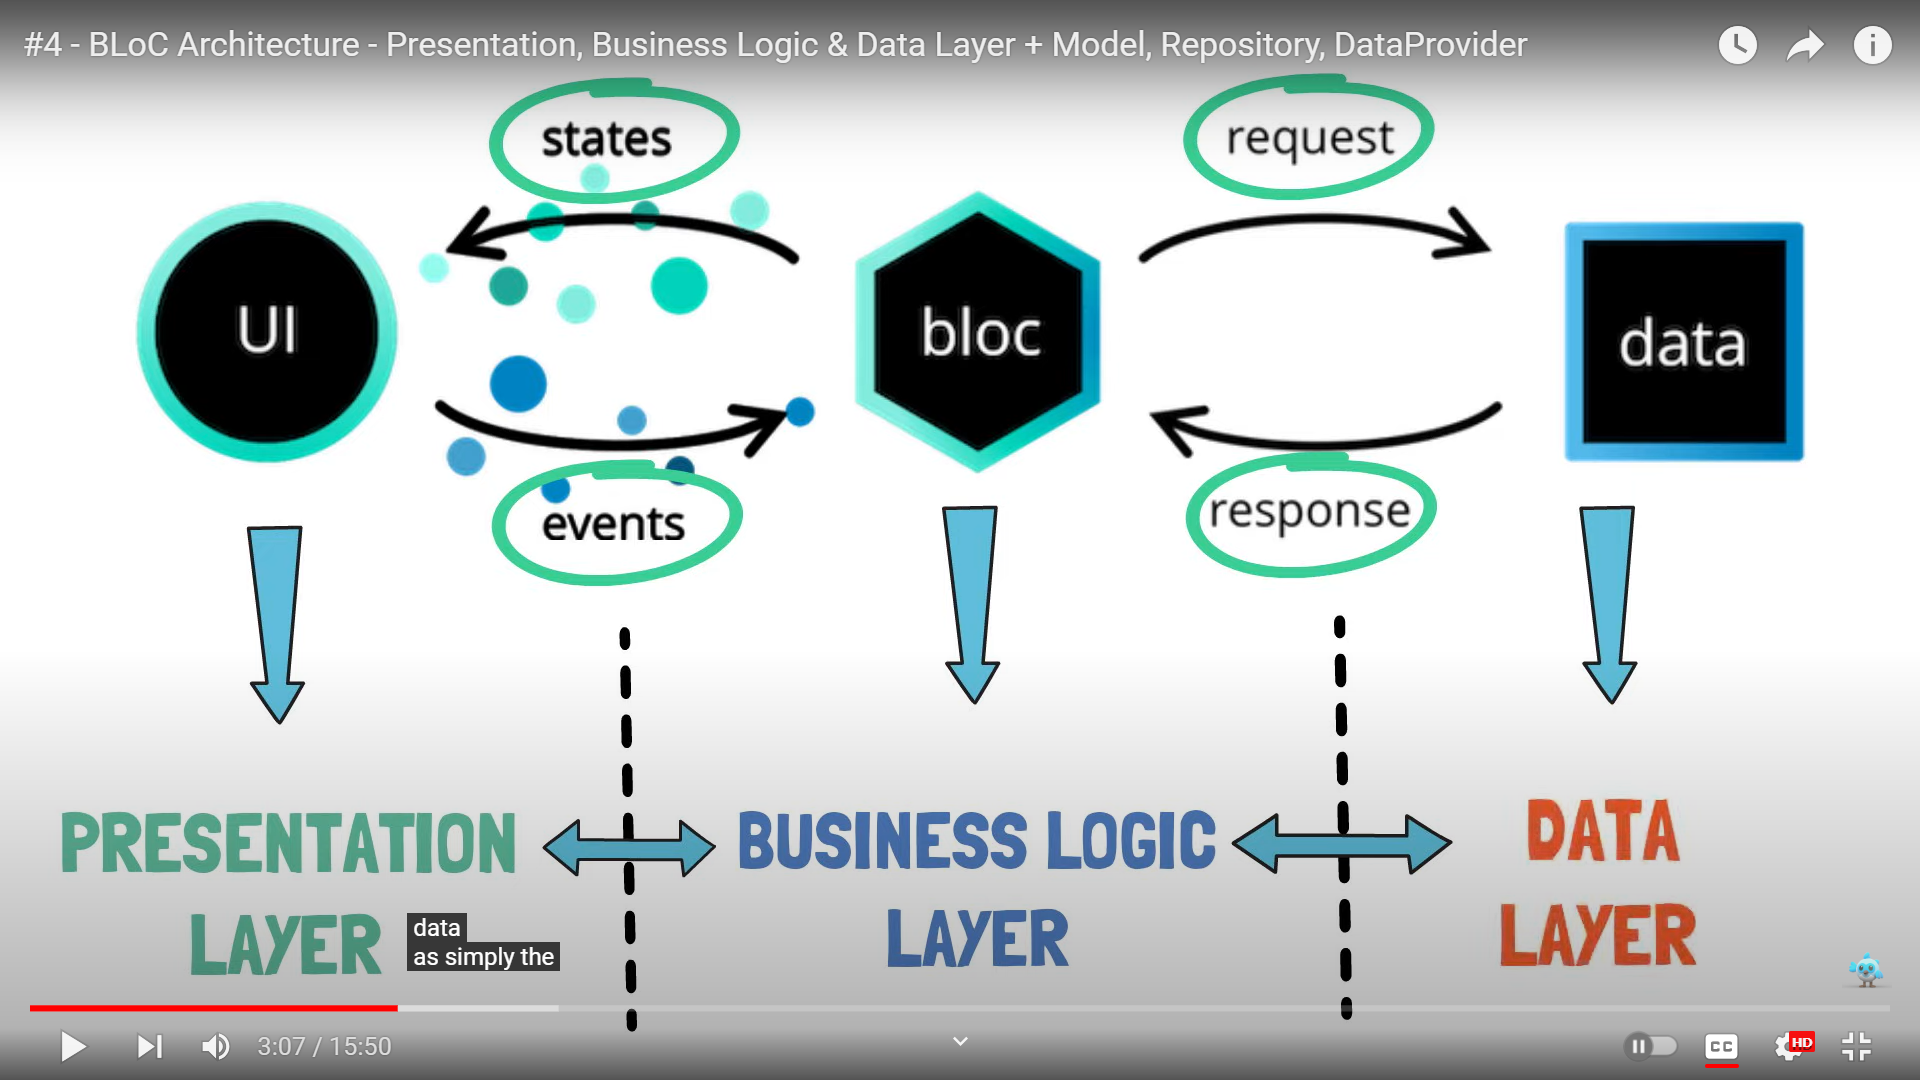 #4 - BLoC Architecture - Presentation, Business Logic & Data Layer + Model, Repository, DataProvider
states
request
UI
bloc
data
events
response
PRESENTATION
LAYER
BUSINESS LOGIC
LAYER
DATA
LAYER
data
as simply the
3:07 / 15:50
CC
HD